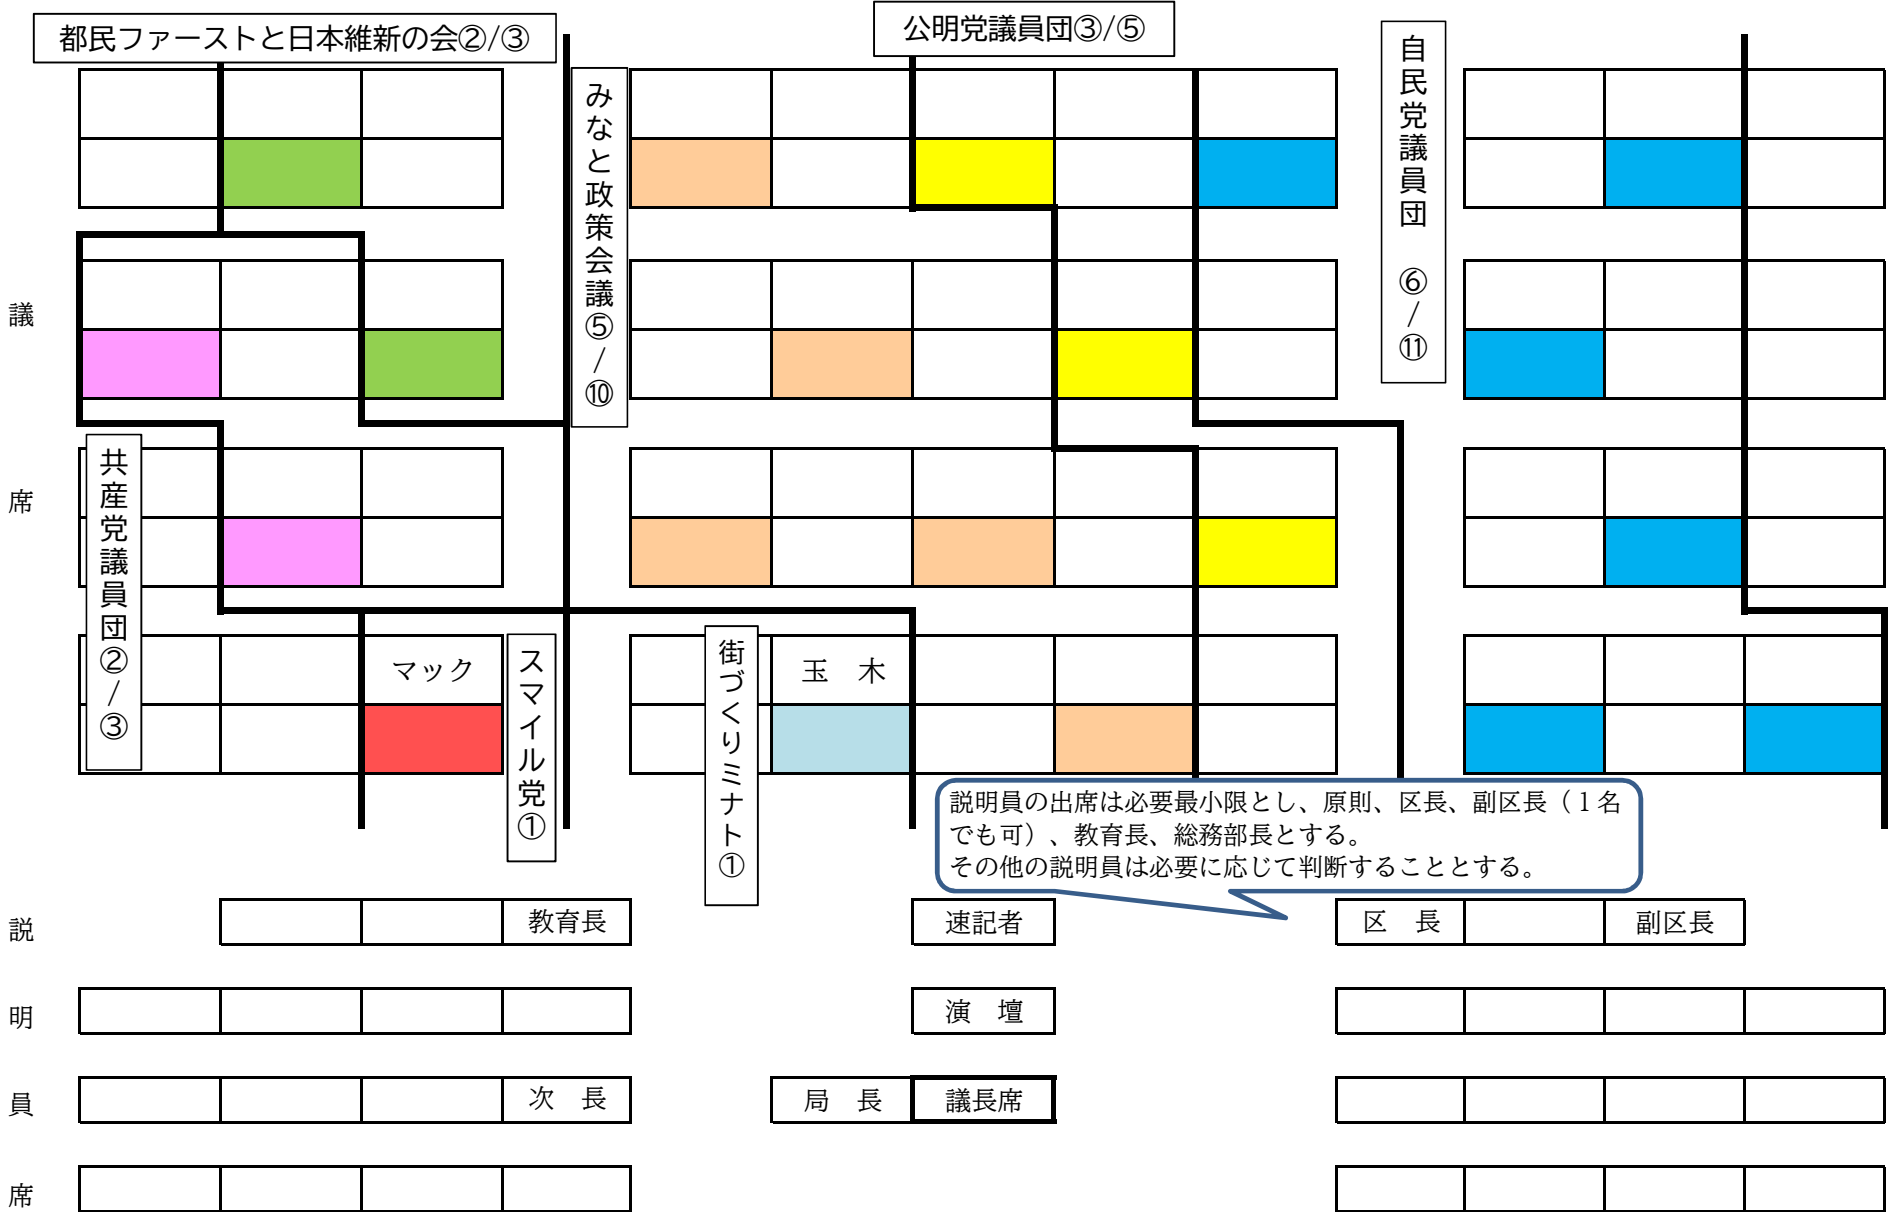 都民ファーストと日本維新の会②/③
公明党議員団③/⑤
自民党議員団　⑥/⑪
みなと政策会議⑤/⑩
議
席
共産党議員団②/③
マック
スマイル党①
街づくりミナト①
玉　木
説明員の出席は必要最小限とし、原則、区長、副区長（１名
でも可）、教育長、総務部長とする。
その他の説明員は必要に応じて判断することとする。
説
教育長
速記者
区　長
副区長
明
演　壇
員
次　長
局　長
議長席
席